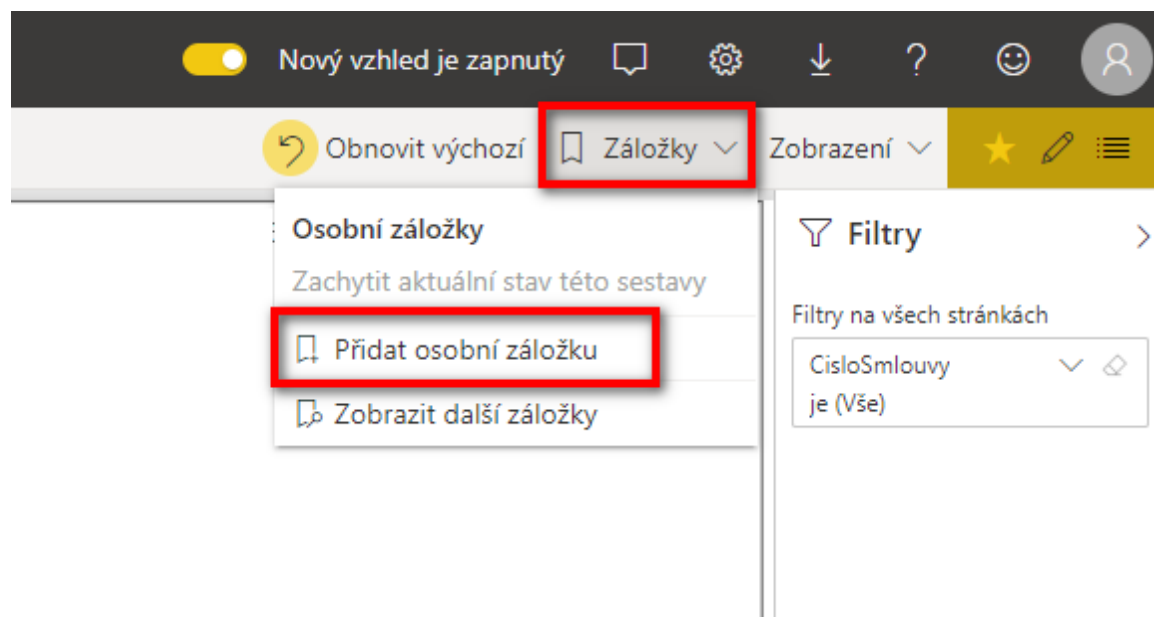 Nový vzhled je zapnutý
Obnovit výchozí
Záložky
Zobrazení
Osobní záložky
Zachytit aktuální stav této sestavy
Přidat osobní záložku
Zobrazit další záložky
Filtry
Filtry na všech stránkách
CisloSmlouvy
je (Vše)